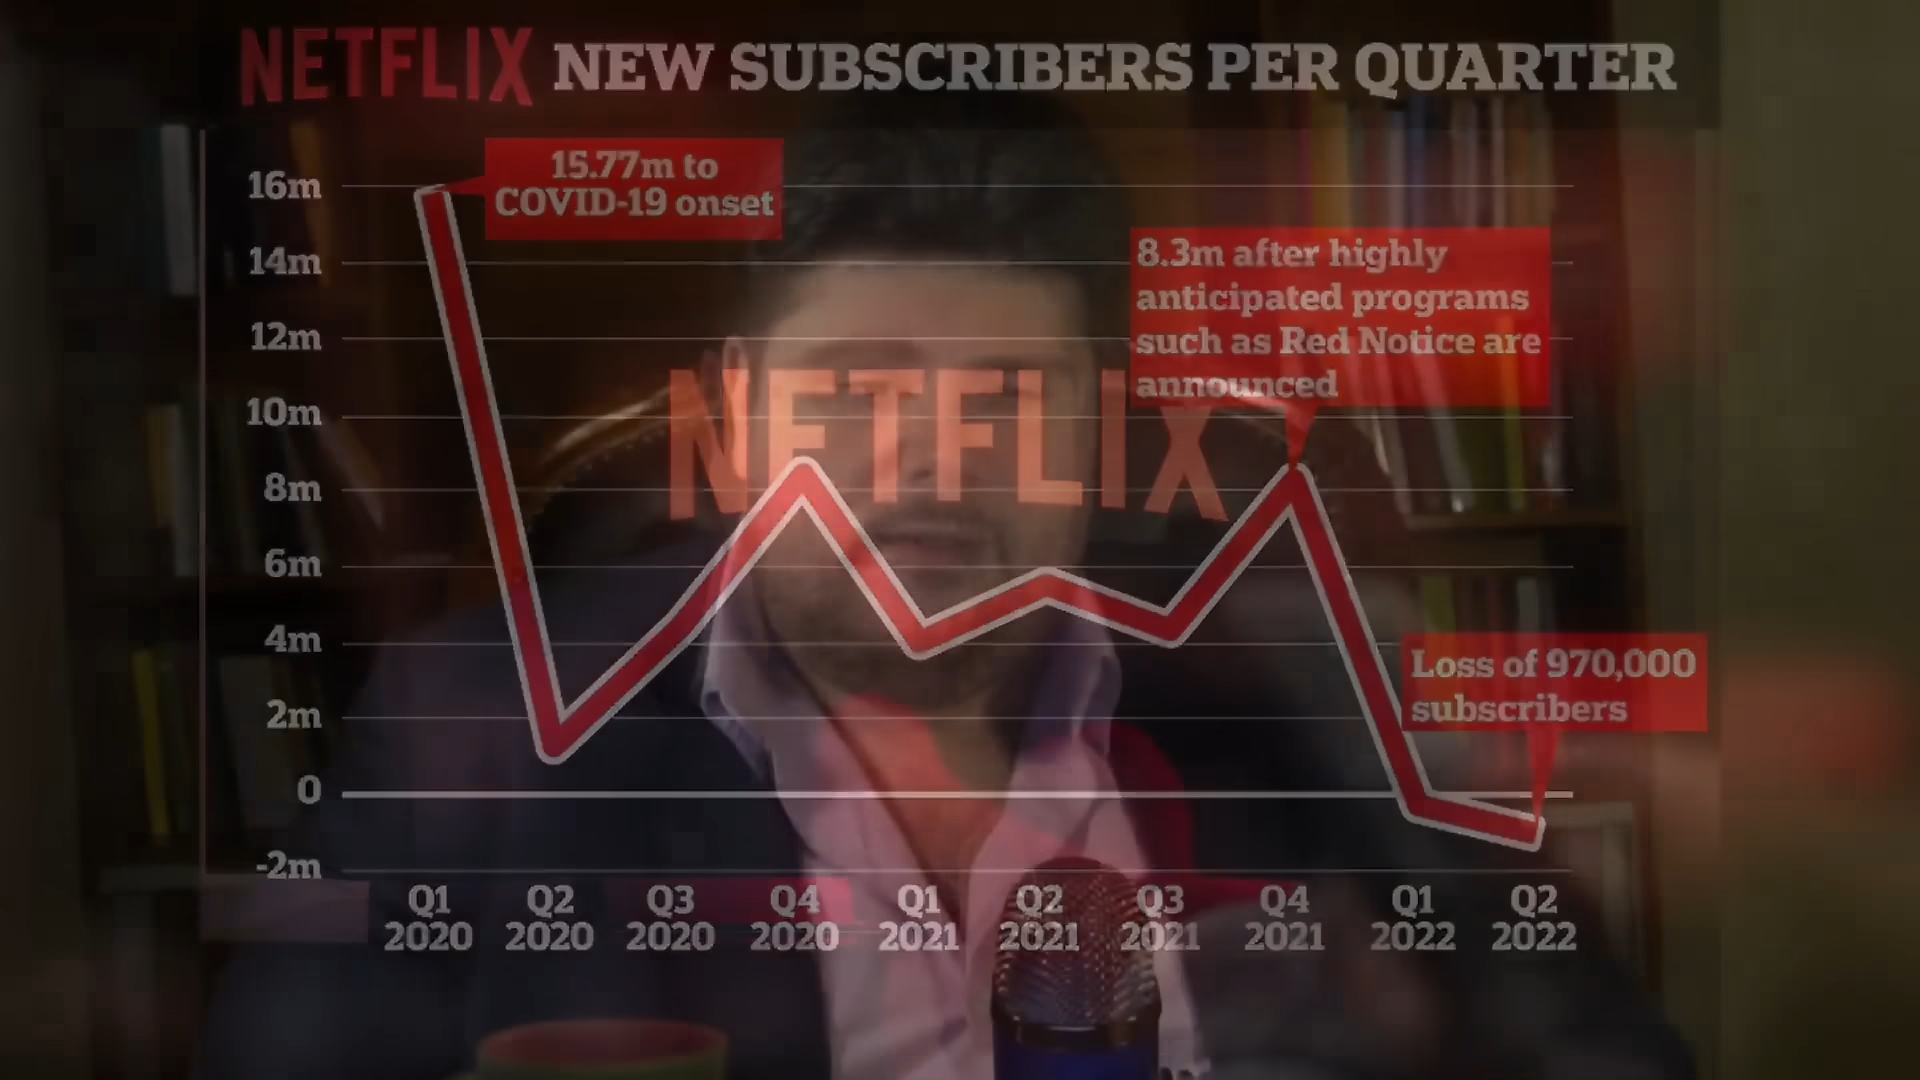 NETFLIX NEW SUBSCRIBERS PER QUARTER
15.77m to
COVID-19 onset
8.3m after highly
anticipated programs
such as Red Notice are
announced
NETFLIX
Loss of 970,000
subscribers
16m
14m
12m
10m
8m
6m
4m
2m
0
-2m
Q1 Q2 Q3 Q4 Q1 Q2 Q3 Q4 Q1 Q2
2020 2020 2020 2020 2021 2021 2021 2021 2022 2022